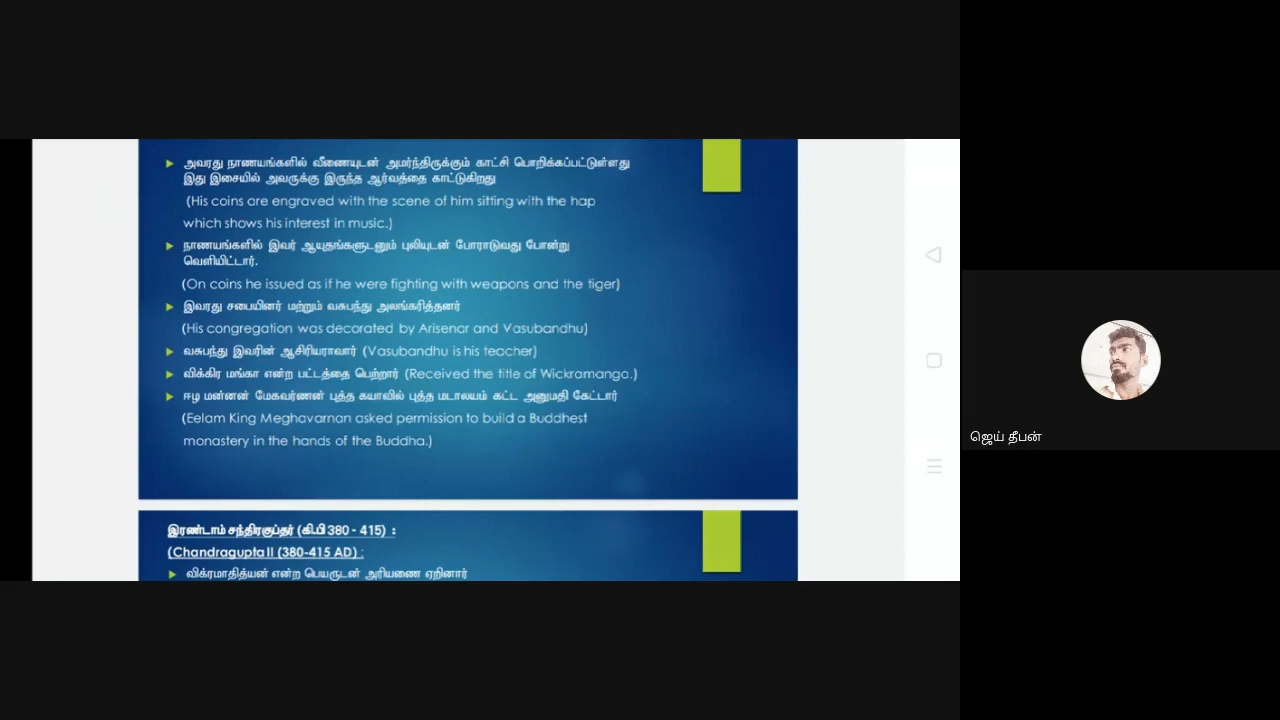 அவரது நாணயங்களில் வீணையுடன் அமர்ந்திருக்கும் காட்சி பொறிக்கப்பட்டுள்ளது
இது இசையில் அவருக்கு இருந்த ஆர்வத்தை காட்டுகிறது
(His coins are engraved with the scene of him sitting with the hap
which shows his interest in music.)
நாணயங்களில் இவர் ஆயுதங்களுடனும் புலியுடன் போராடுவது போன்று
வெளியிட்டார்.
(On coins he issued as if he were fighting with weapons and the tiger)
இவரது சபையினர் மற்றும் வசுபந்து அலங்கரித்தனர்
(His congregation was decorated by Arisenar and Vasubandhu)
வசுபந்து இவரின் ஆசிரியராவார் (Vasubandhu is his teacher)
விக்கிர மங்கா என்ற பட்டத்தை பெற்றார் (Received the title of Wickramanga.)
ஈழ மன்னன் மேகவர்ணன் புத்த கயாவில் புத்த மடாலயம் கட்ட அனுமதி கேட்டார்
(Eelam King Meghavarnan asked permission to build a Buddhest
monastery in the hands of the Buddha.)
இரண்டாம் சந்திரகுப்தர் (கி.பி 380 - 415) :
(Chandragupta II (380-415 AD) :
விக்ரமாதித்யன் என்ற பெயருடன் அரியணை ஏறினார்
ஜெய் தீபன்